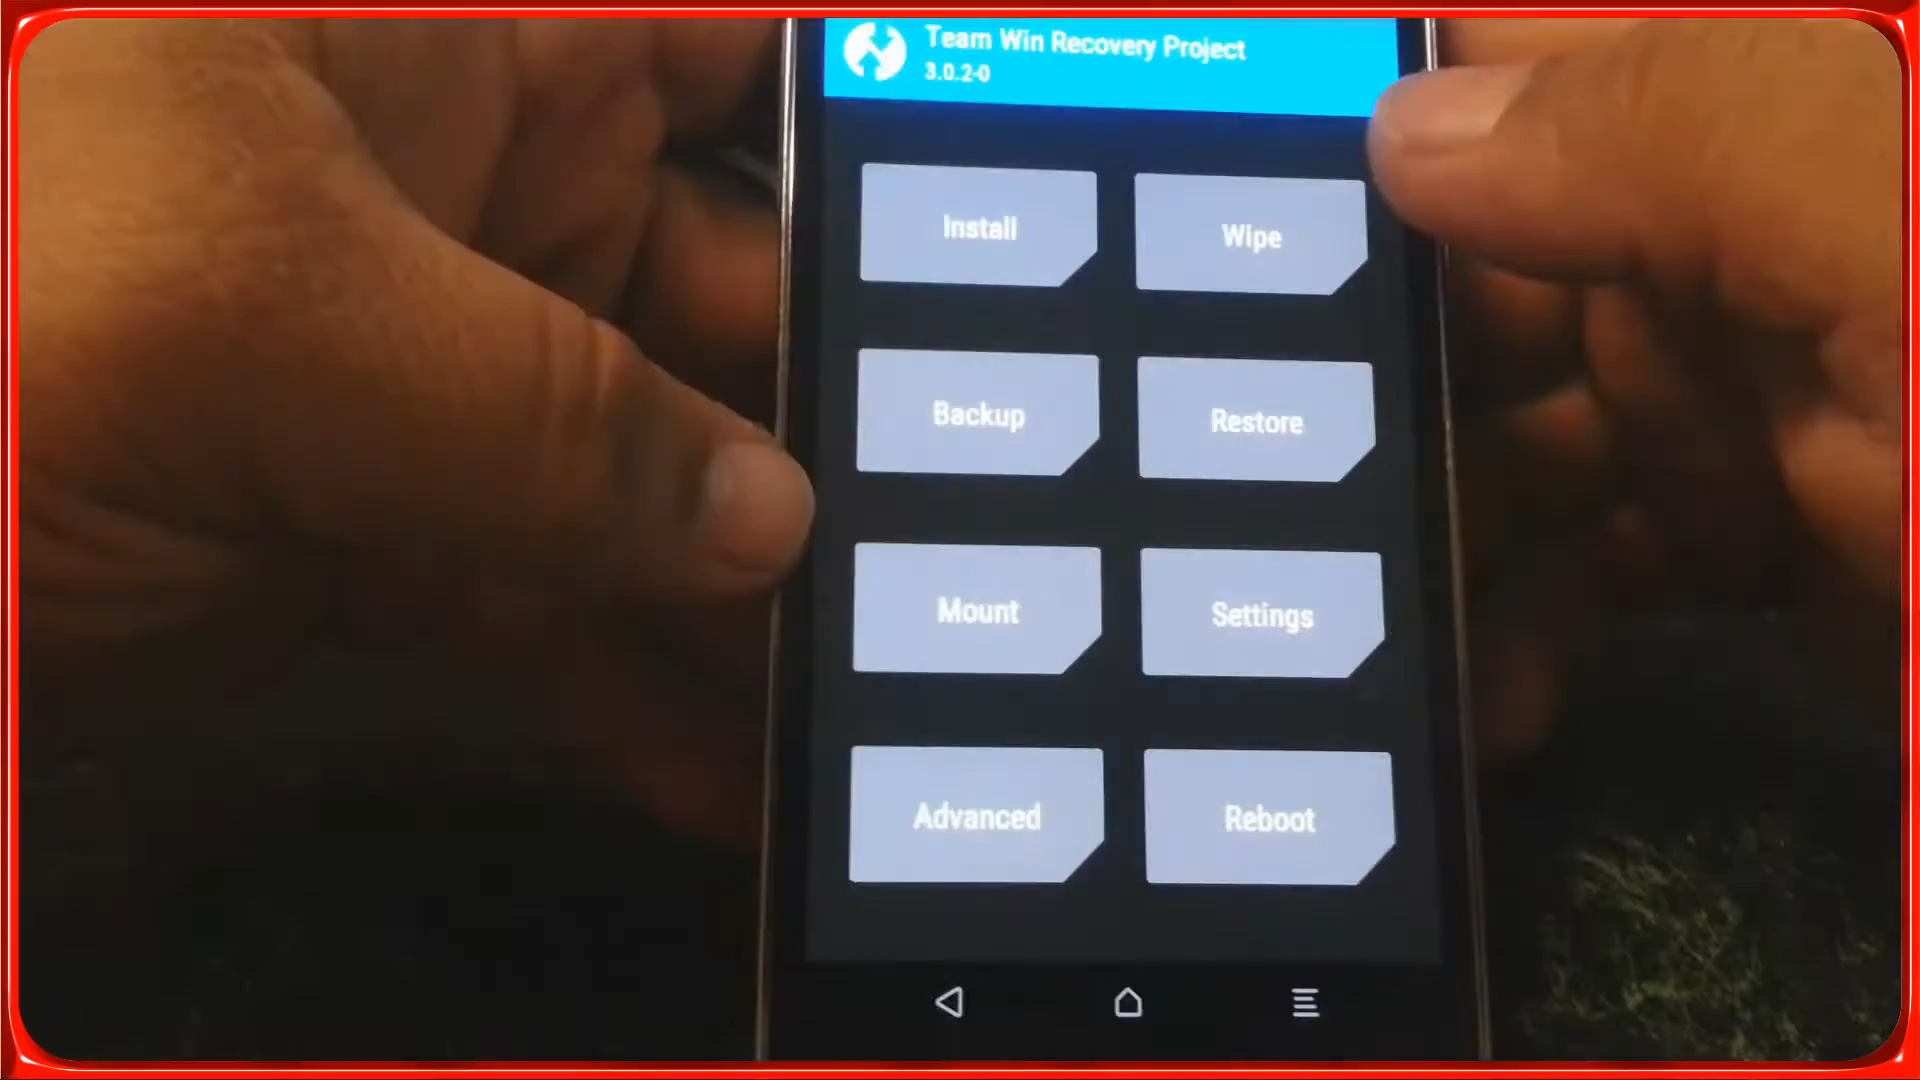 Team Win Recovery Project
3.0.2-0
Install
Wipe
Backup
Restore
Mount
Settings
Advanced
Reboot